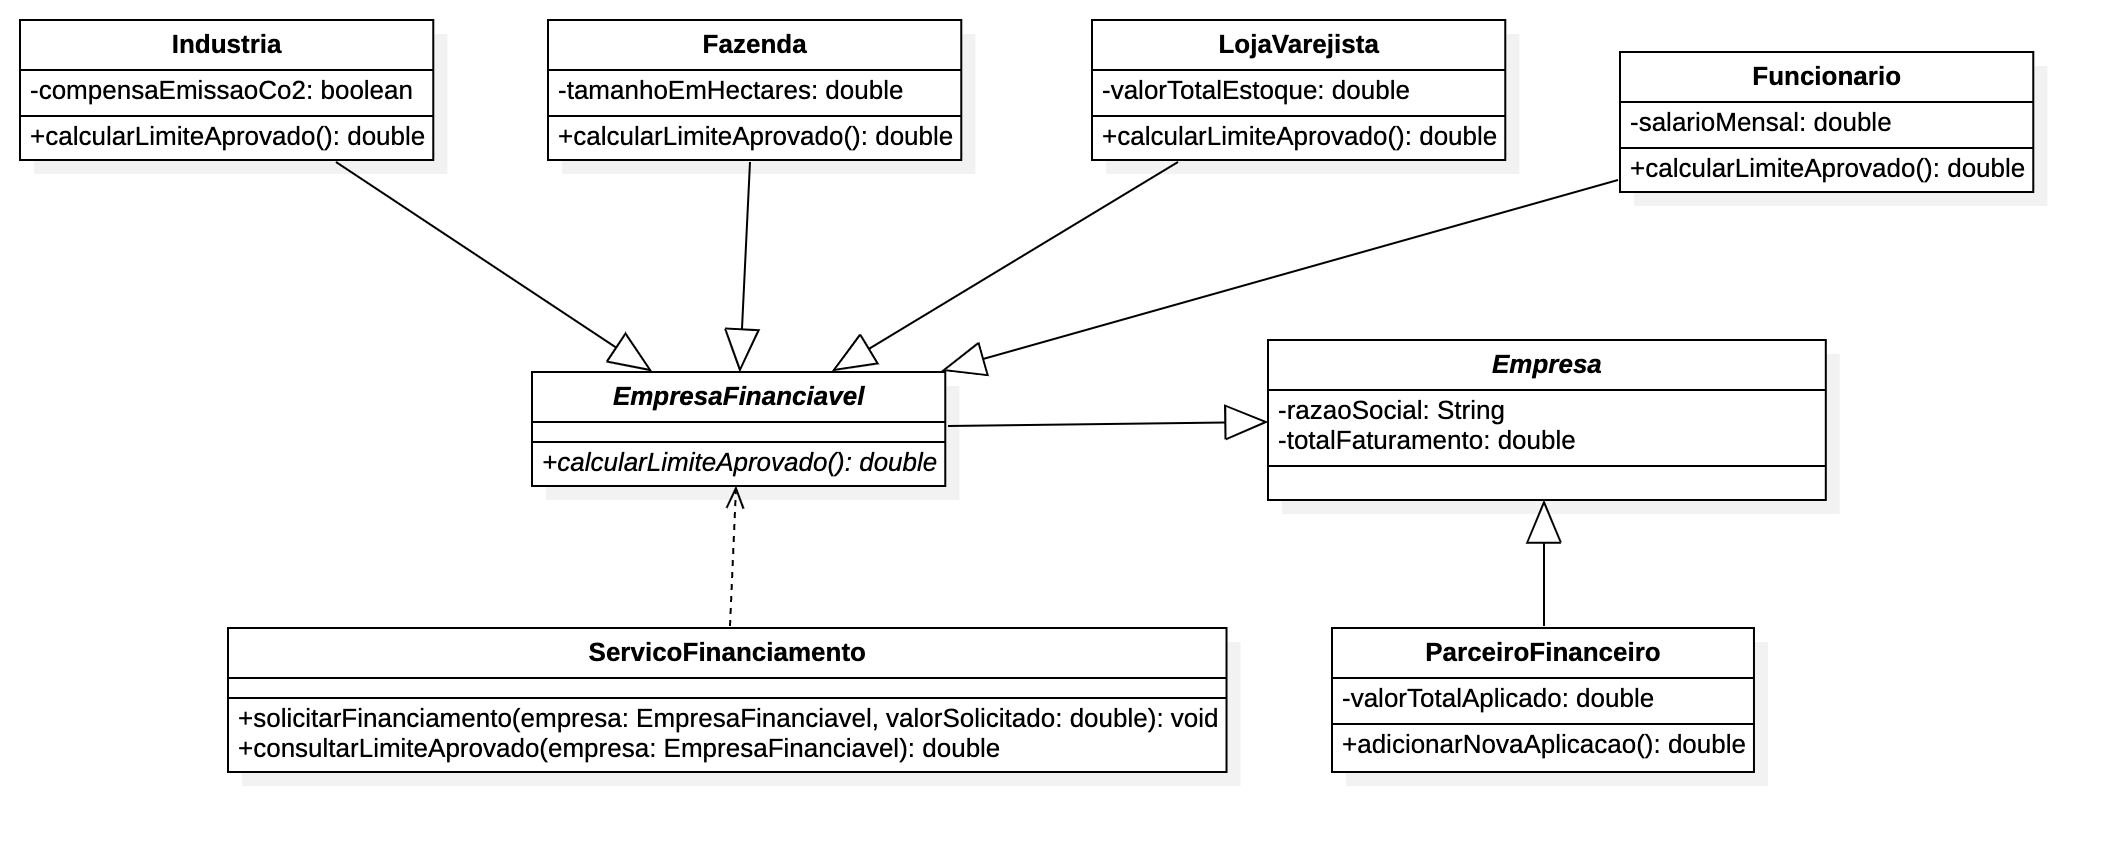 Industria
-compensaEmissaoCo2: boolean
+calcularLimiteAprovado(): double
Fazenda
-tamanhoEmHectares: double
+calcularLimiteAprovado(): double
LojaVarejista
-valorTotalEstoque: double
+calcularLimiteAprovado(): double
Funcionario
-salarioMensal: double
+calcularLimiteAprovado(): double
EmpresaFinanciavel
+calcularLimiteAprovado(): double
Empresa
-razaoSocial: String
-totalFaturamento: double
ServicoFinanciamento
+solicitarFinanciamento(empresa: EmpresaFinanciavel, valorSolicitado: double): void
+consultarLimiteAprovado(empresa: EmpresaFinanciavel): double
ParceiroFinanceiro
-valorTotalAplicado: double
+adicionarNovaAplicacao(): double